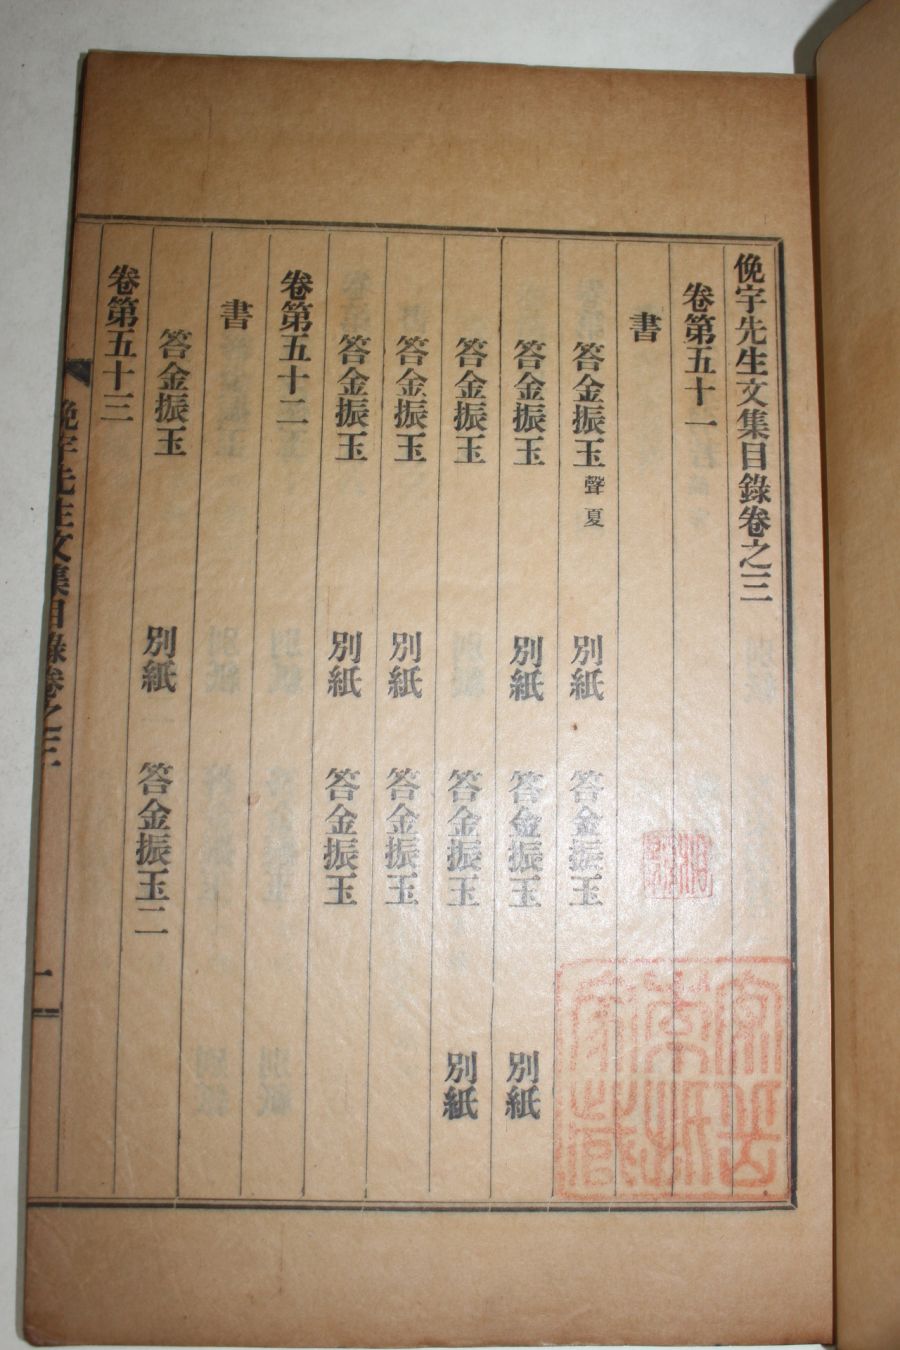 俛宇先生文集目錄卷之三
卷第五十一
書
答金振玉 聲夏 別紙 答金振玉
答金振玉 別紙 答金振玉 別紙
答金振玉 答金振玉 別紙
答金振玉 別紙 答金振玉
答金振玉 別紙 答金振玉
卷第五十二
書
答金振玉 別紙 答金振玉二
卷第五十三
俛宇先生文集目錄卷之三
一